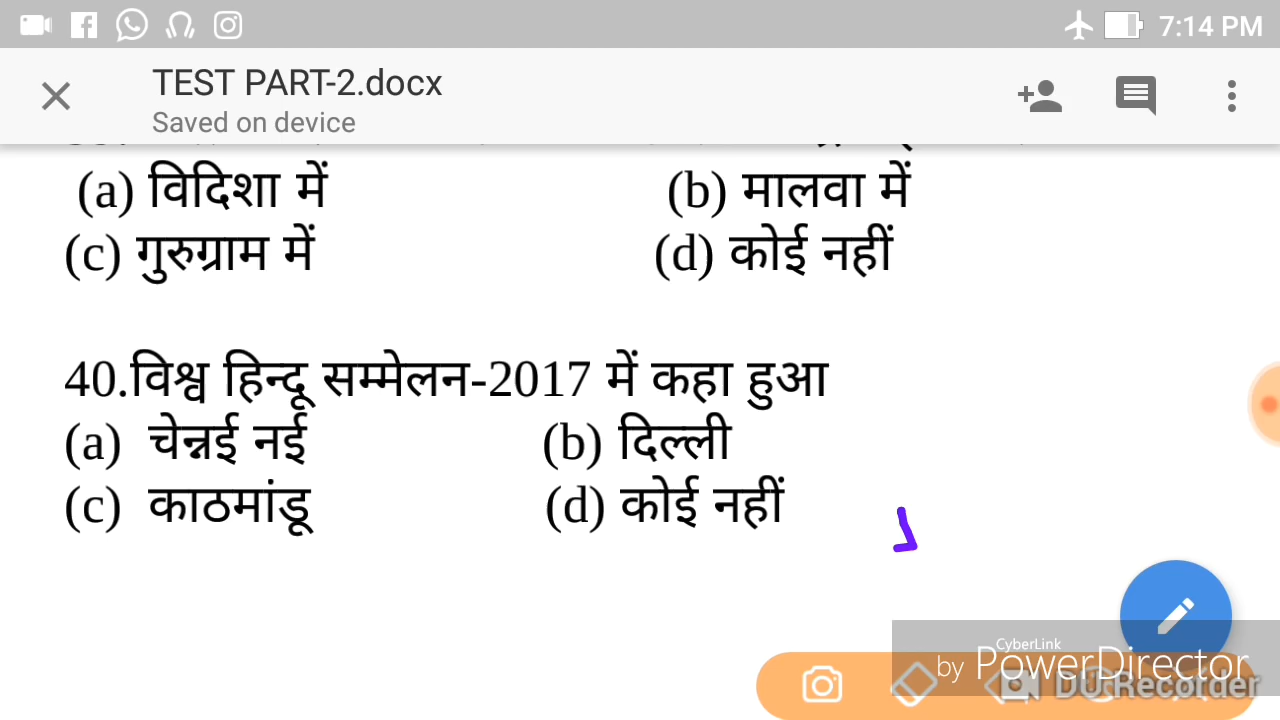 7:14 PM
TEST PART-2.docx
Saved on device
(a) विदिशा में (b) मालवा में
(c) गुरुग्राम में (d) कोई नहीं
40.विश्व हिन्दू सम्मेलन-2017 में कहा हुआ
(a) चेन्नई नई (b) दिल्ली
(c) काठमांडू (d) कोई नहीं
CyberLink
by PowerDirector
DU Recorder